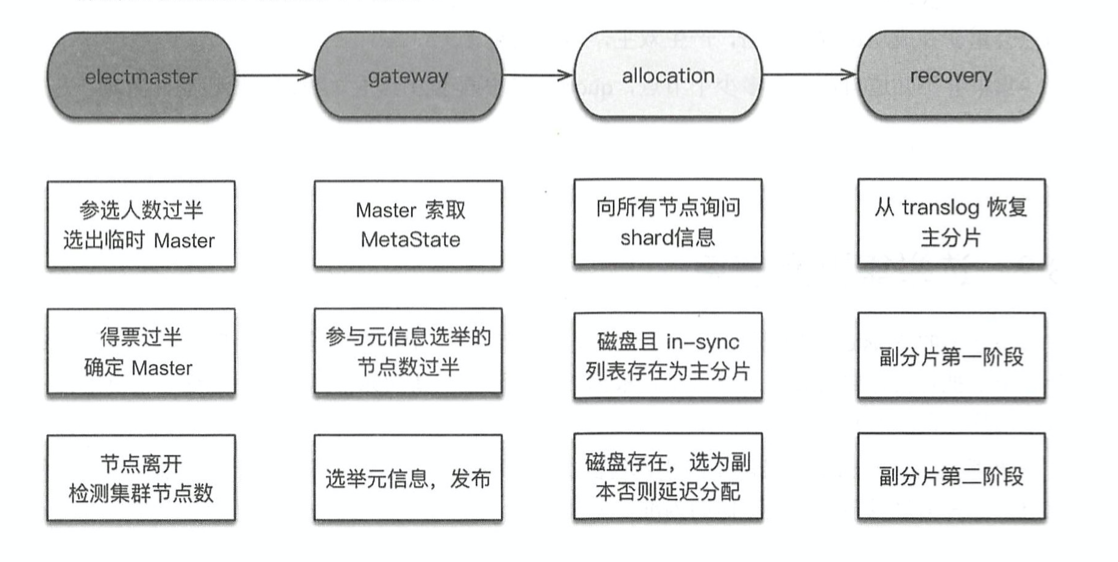 electmaster
gateway
allocation
recovery
参选人数过半
选出临时 Master
Master 索取
MetaState
向所有节点询问
shard信息
从 translog 恢复
主分片
得票过半
确定 Master
参与元信息选举的
节点数过半
磁盘且 in-sync
列表存在为主分片
副分片第一阶段
节点离开
检测集群节点数
选举元信息，发布
磁盘存在，选为副
本否则延迟分配
副分片第二阶段